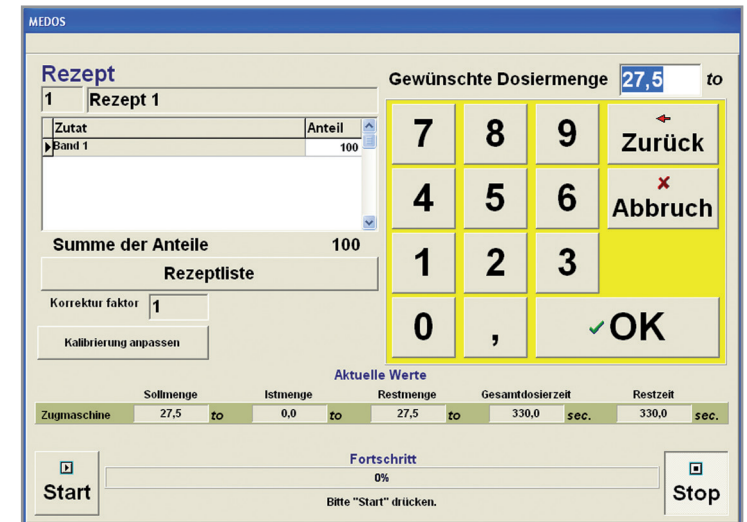 MEDOS
Rezept
1 Rezept 1
Zutat Anteil
Band 1 100
Summe der Anteile 100
Rezeptliste
Korrektur faktor 1
Kalibrierung anpassen
Gewünschte Dosiermenge 27,5 to
7 8 9 Zurück
4 5 6 Abbruch
1 2 3
0 , OK
Aktuelle Werte
Sollmenge Istmenge Restmenge Gesamtdosierzeit Restzeit
Zugmaschine 27,5 to 0,0 to 27,5 to 330,0 sec. 330,0 sec.
Fortschritt
0%
Start Bitte "Start" drücken. Stop